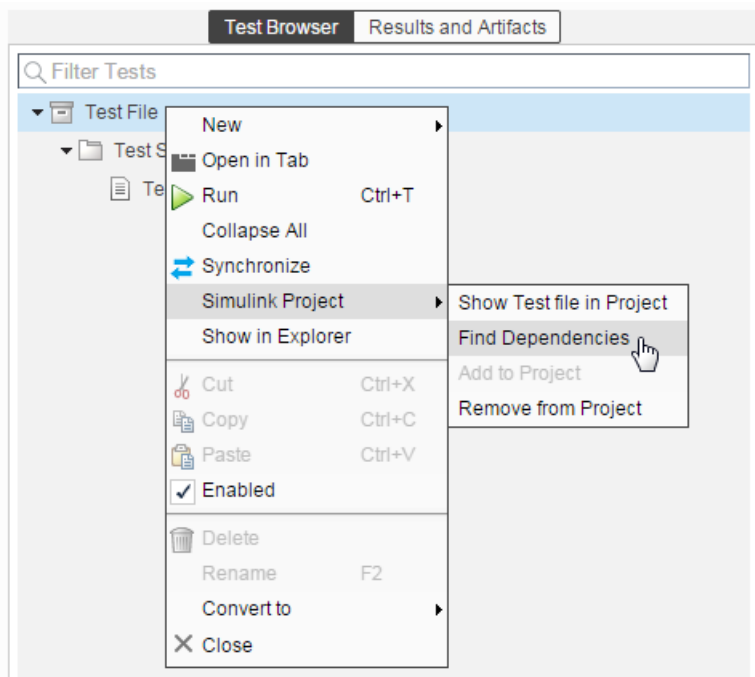 Test Browser Results and Artifacts
Filter Tests
Test File
Test S
Te
New
Open in Tab
Run Ctrl+T
Collapse All
Synchronize
Simulink Project
Show in Explorer
Cut Ctrl+X
Copy Ctrl+C
Paste Ctrl+V
Enabled
Delete
Rename F2
Convert to
Close
Show Test file in Project
Find Dependencies
Add to Project
Remove from Project